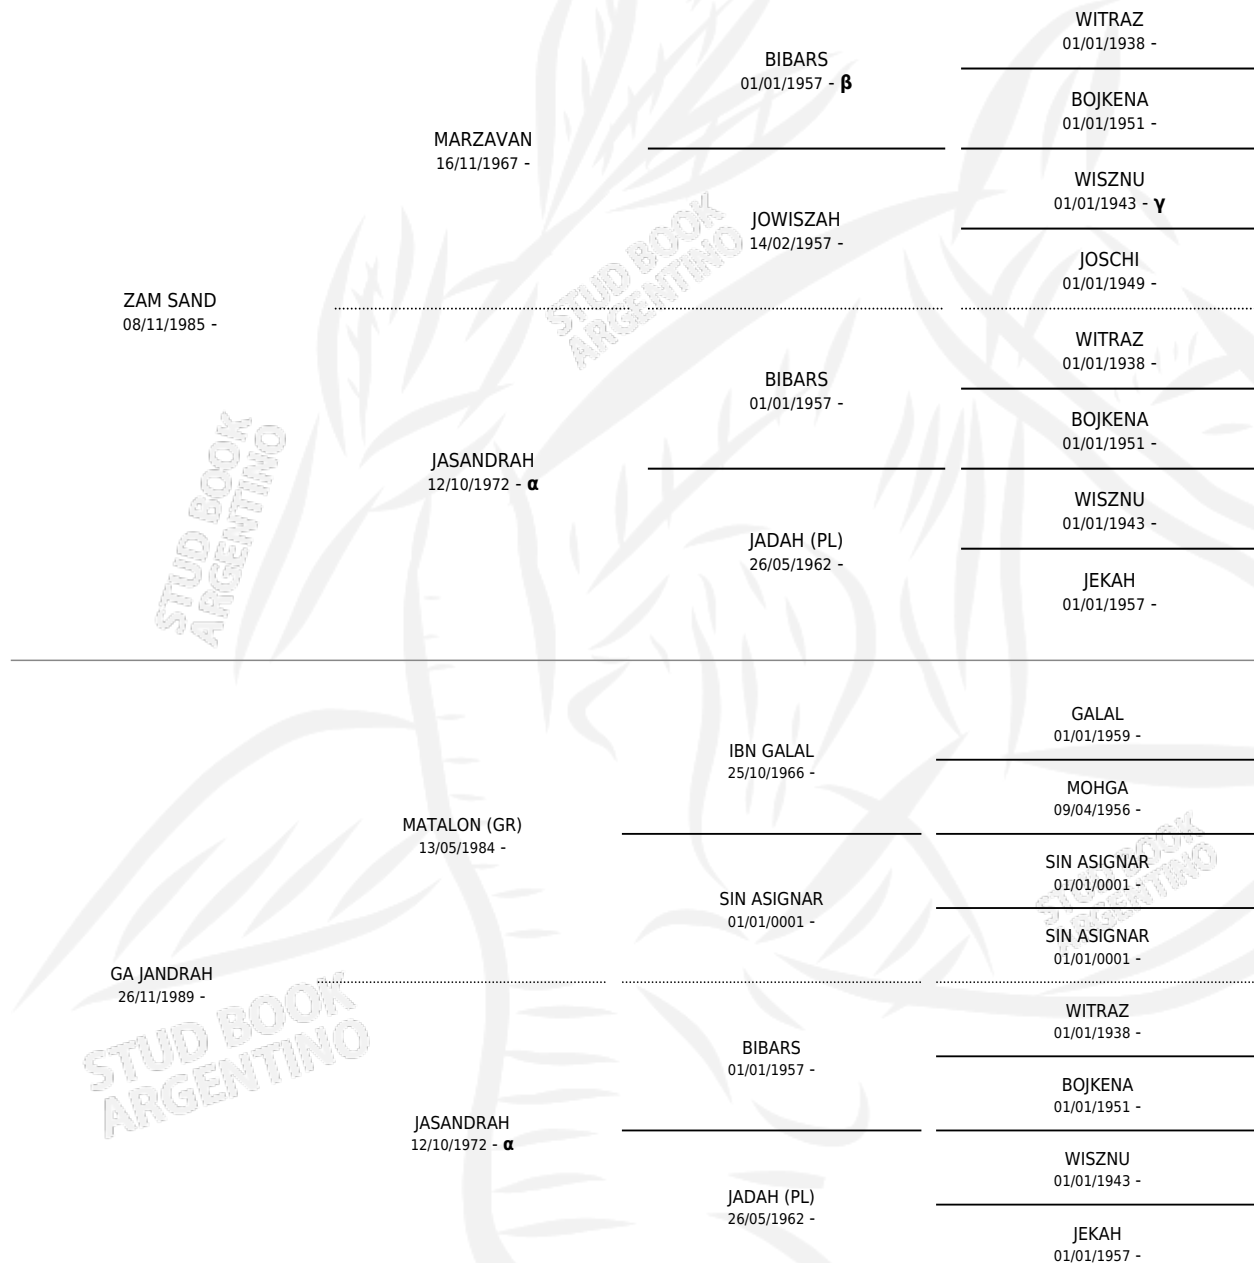 WITRAZ
01/01/1938 -
BIBARS
01/01/1957 - β
BOJKENA
01/01/1951 -
MARZAVAN
16/11/1967 -
WISZNU
01/01/1943 - γ
JOWISZAH
14/02/1957 -
JOSCHI
01/01/1949 -
ZAM SAND
08/11/1985 -
WITRAZ
01/01/1938 -
BIBARS
01/01/1957 -
BOJKENA
01/01/1951 -
JASANDRAH
12/10/1972 - α
WISZNU
01/01/1943 -
JADAH (PL)
26/05/1962 -
JEKAH
01/01/1957 -
STUD BOOK
ARGENTINO
STUD BOOK
ARGENTINO
GALAL
01/01/1959 -
IBN GALAL
25/10/1966 -
MOHGA
09/04/1956 -
MATALON (GR)
13/05/1984 -
SIN ASIGNAR
01/01/0001 -
SIN ASIGNAR
01/01/0001 -
SIN ASIGNAR
01/01/0001 -
GA JANDRAH
26/11/1989 -
WITRAZ
01/01/1938 -
BIBARS
01/01/1957 -
BOJKENA
01/01/1951 -
JASANDRAH
12/10/1972 - α
WISZNU
01/01/1943 -
JADAH (PL)
26/05/1962 -
JEKAH
01/01/1957 -
STUD BOOK
ARGENTINO
STUD BOOK
ARGENTINO